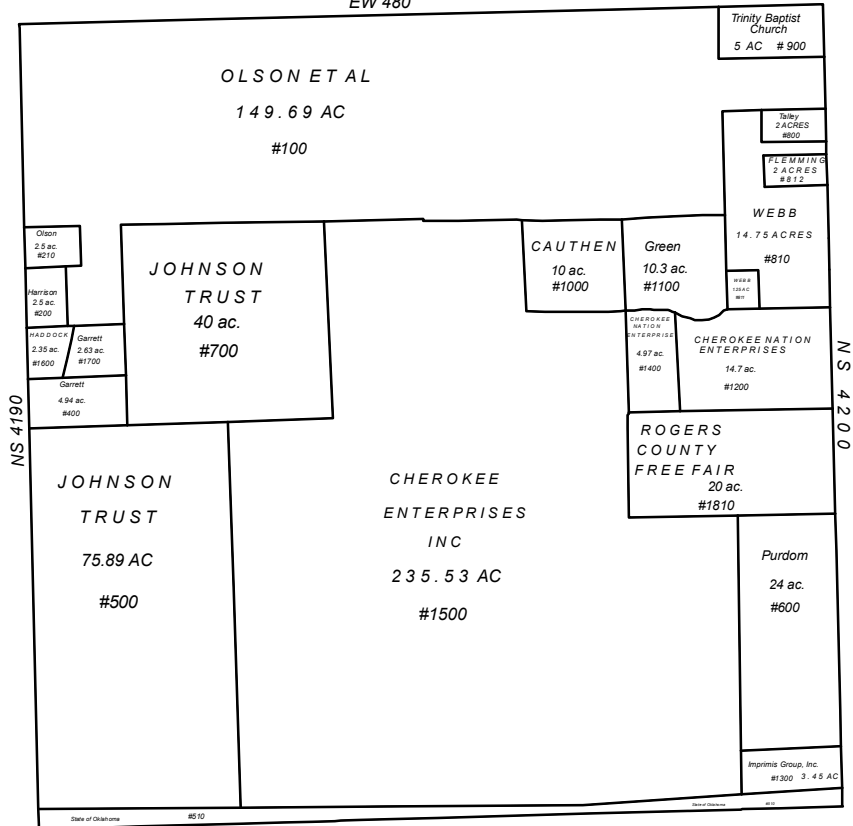 EW 480
Trinity Baptist
Church
5 AC # 900
OLSON ET AL
149.69 AC
#100
Talley
2 ACRES
#800
FLEMMING
2 ACRES
#812
WEBB
14.75 ACRES
#810
WEBB
1.25 AC
#811
Olson
2.5 ac.
#210
Harrison
2.5 ac.
#200
HADDOCK
2.35 ac.
#1600
Garrett
2.63 ac.
#1700
Garrett
4.94 ac.
#400
JOHNSON
TRUST
40 ac.
#700
CAUTHEN
10 ac.
#1000
Green
10.3 ac.
#1100
CHEROKEE
NATION
ENTERPRISE
4.97 ac.
#1400
CHEROKEE NATION
ENTERPRISES
14.7 ac.
#1200
NS 4190
NS 4200
ROGERS
COUNTY
FREE FAIR
20 ac.
#1810
JOHNSON
TRUST
75.89 AC
#500
CHEROKEE
ENTERPRISES
INC
235.53 AC
#1500
Purdom
24 ac.
#600
Imprimis Group, Inc.
#1300 3.45 AC
State of Oklahoma #510
State of Oklahoma